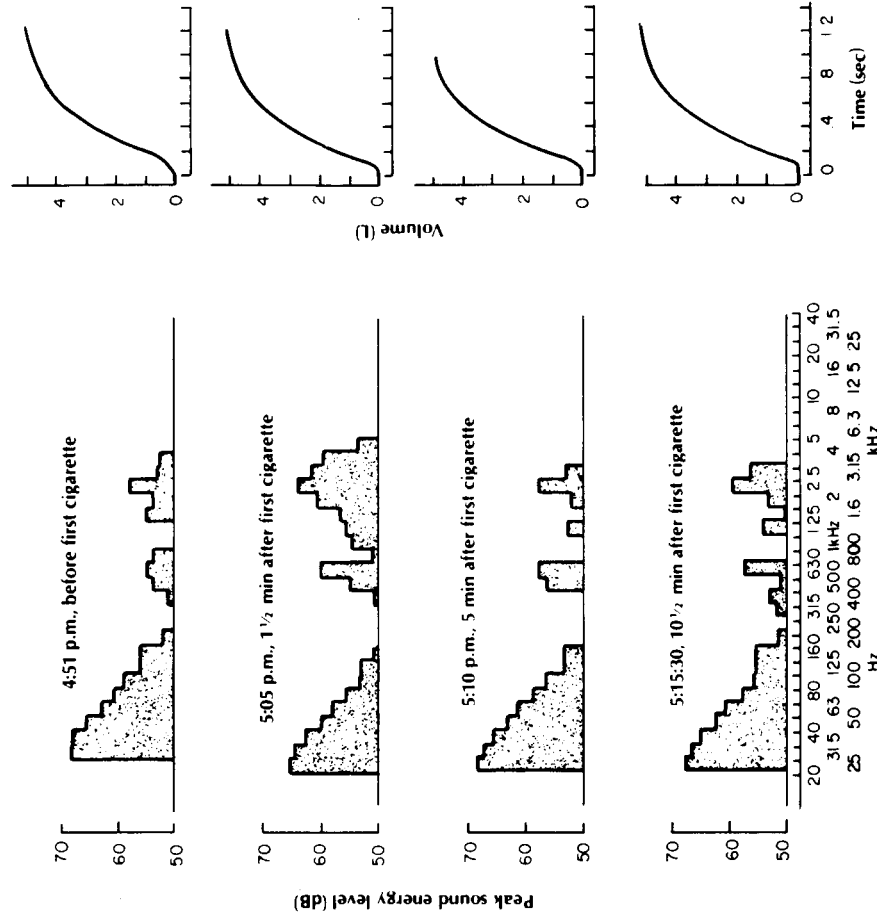 Peak sound energy level (dB)
70
60
50
4:51 p.m., before first cigarette
70
60
50
5:05 p.m., 1 1/2 min after first cigarette
70
60
50
5:10 p.m., 5 min after first cigarette
70
60
50
5:15:30, 10 1/2 min after first cigarette
20 40 80 160 315 630 125 2 5 10 20 40
31 5 63 125 250 500 1kHz 2 4 8 16 31.5
25 50 100 200 400 800 1.6 3.15 6 3 12 5 25
Hz kHz
Volume (L)
4
2
0
4
2
0
4
2
0
4
2
0
0 4 8 12
Time (sec)